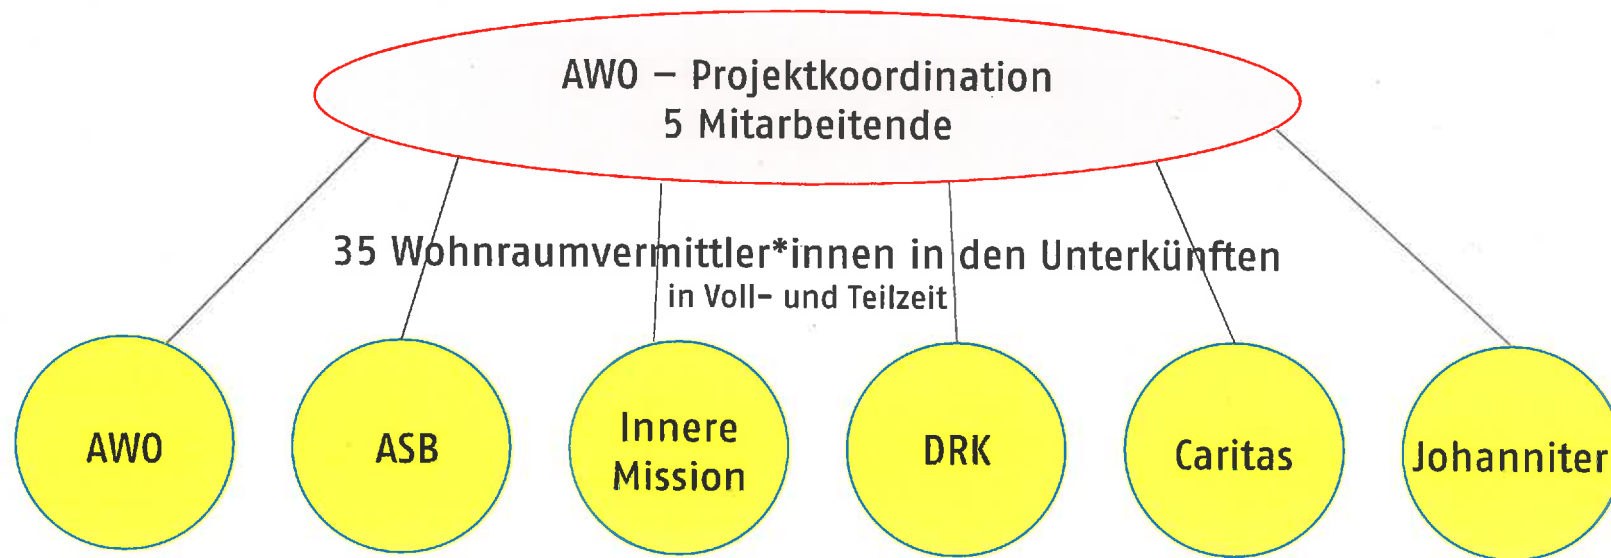 AWO – Projektkoordination
5 Mitarbeitende
35 Wohnraumvermittler*innen in den Unterkünften
in Voll- und Teilzeit
AWO
ASB
Innere
Mission
DRK
Caritas
Johanniter